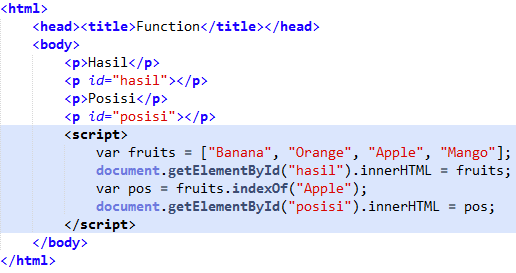 <html>
<head><title>Function</title></head>
<body>
<p>Hasil</p>
<p id="hasil"></p>
<p>Posisi</p>
<p id="posisi"></p>
<script>
var fruits = ["Banana", "Orange", "Apple", "Mango"];
document.getElementById("hasil").innerHTML = fruits;
var pos = fruits.indexOf("Apple");
document.getElementById("posisi").innerHTML = pos;
</script>
</body>
</html>